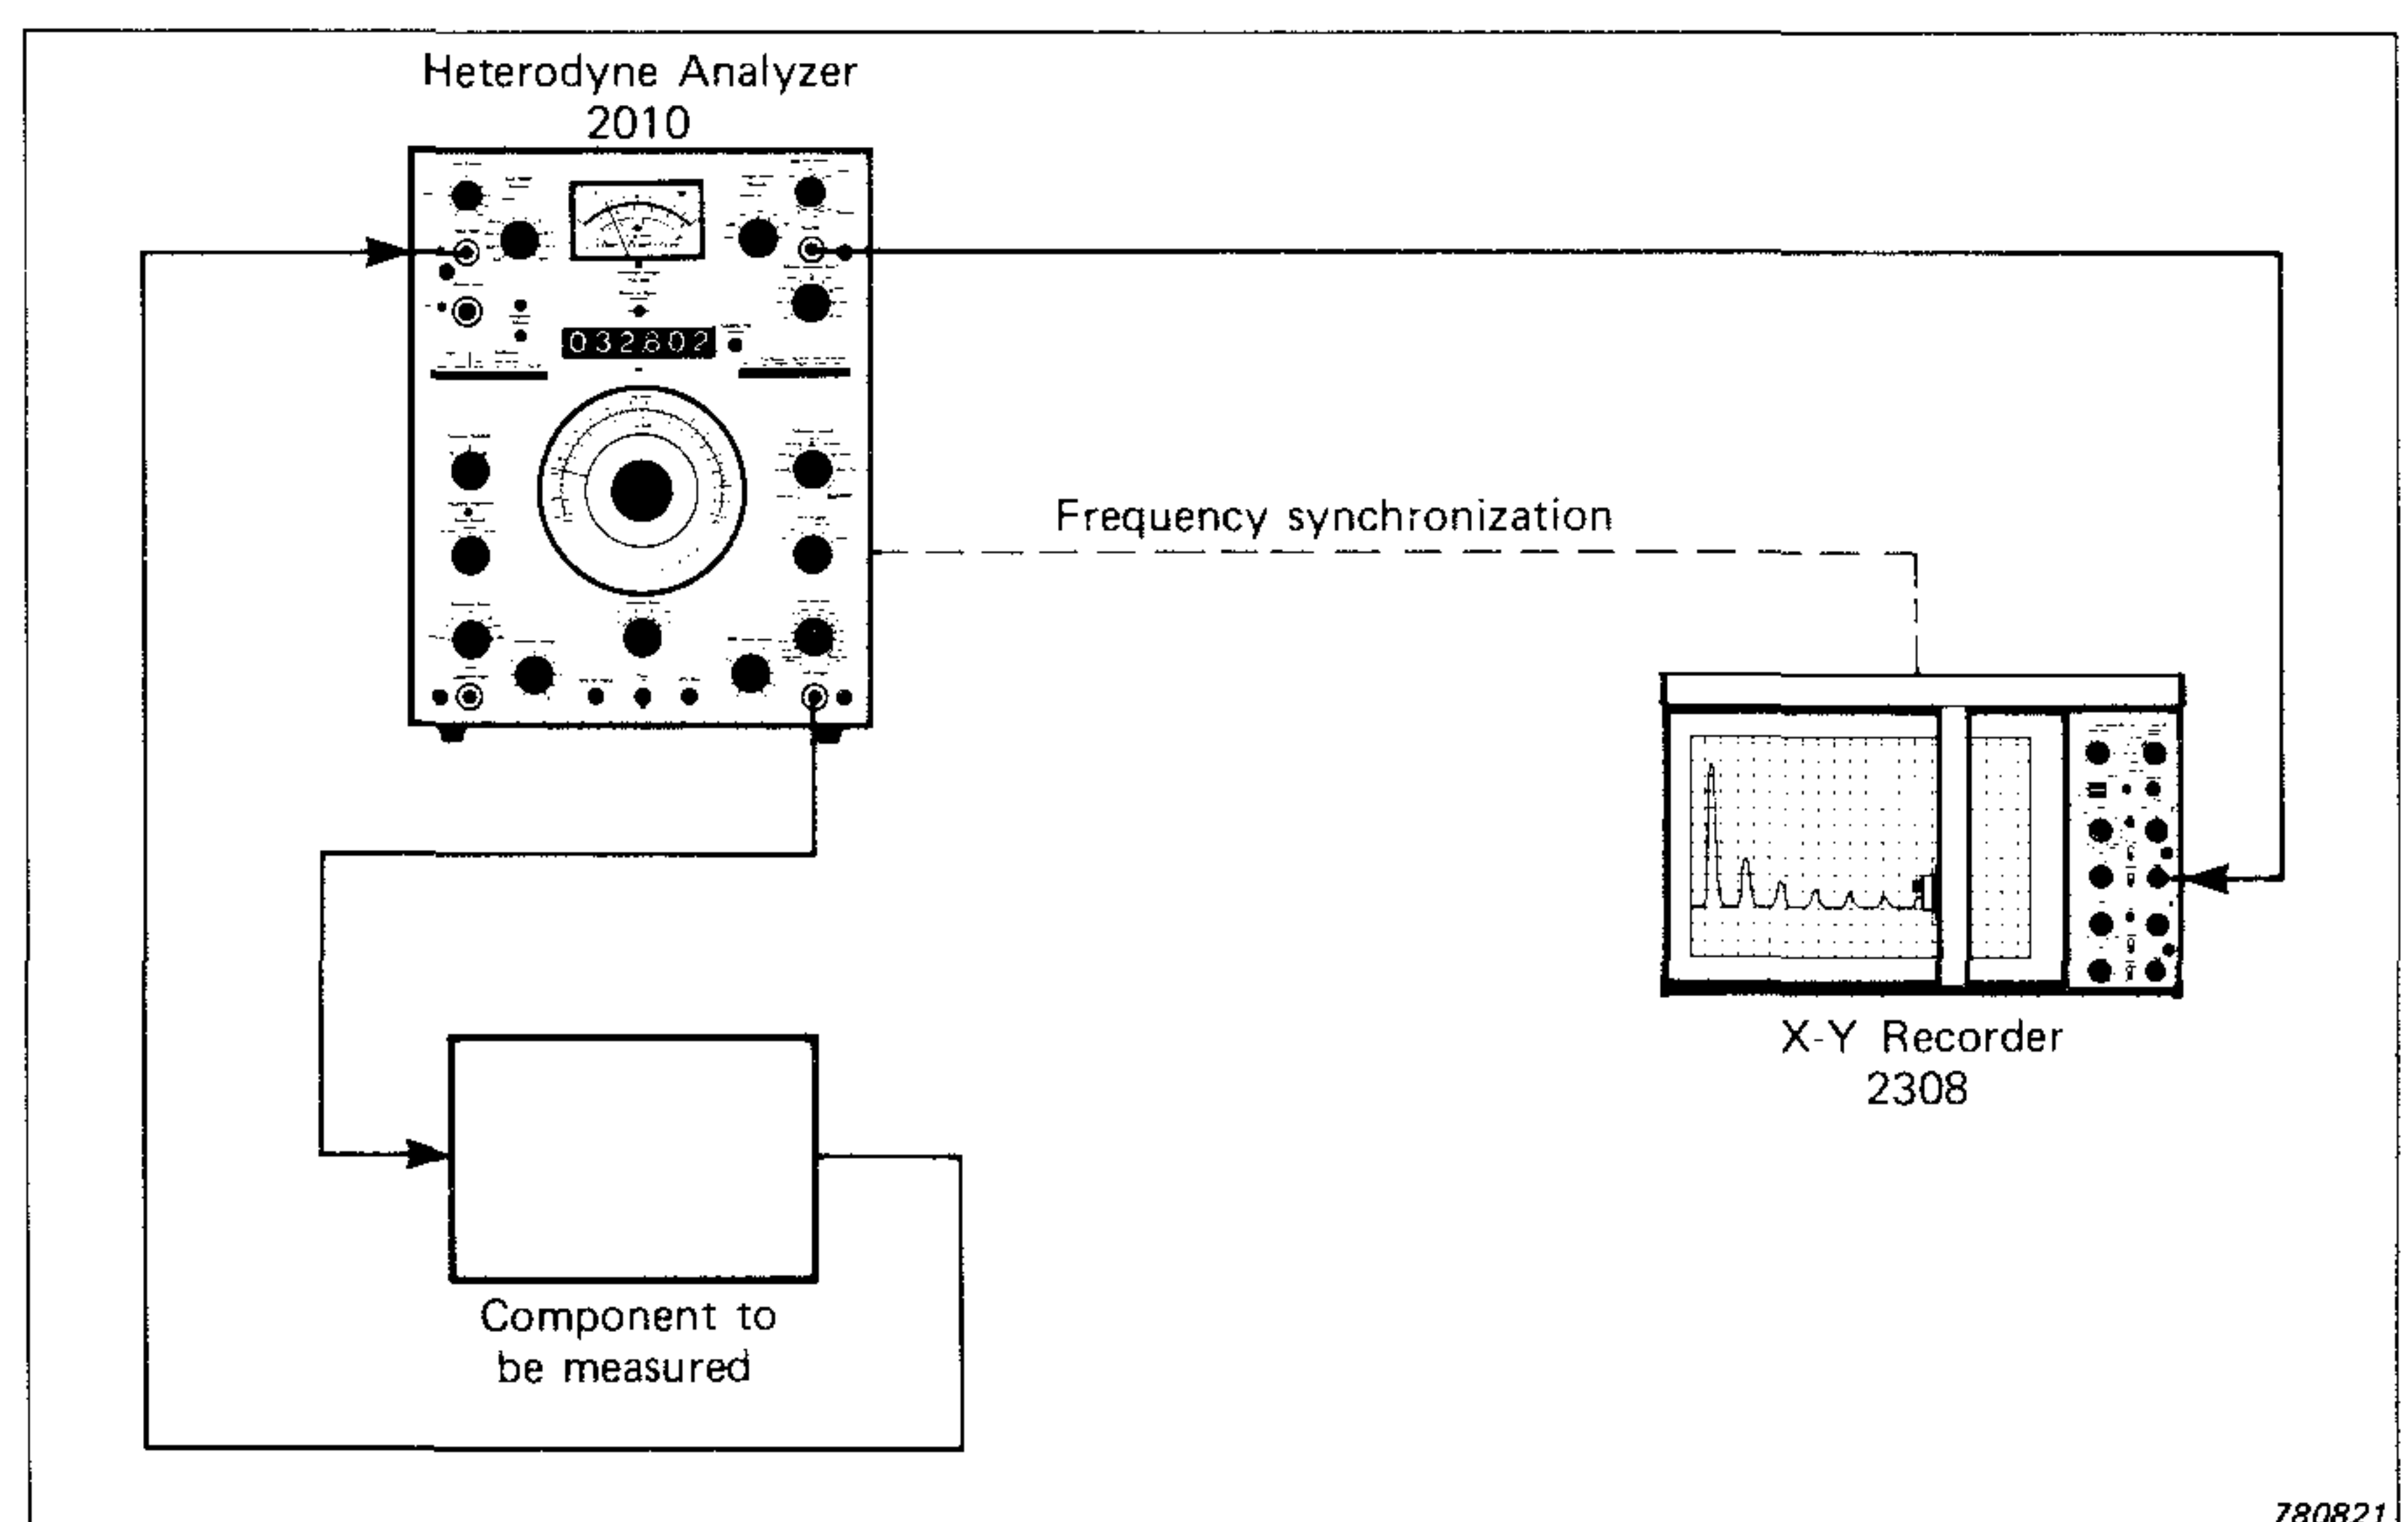 Heterodyne Analyzer
2010
032802
Frequency synchronization
X-Y Recorder
2308
Component to
be measured
780821